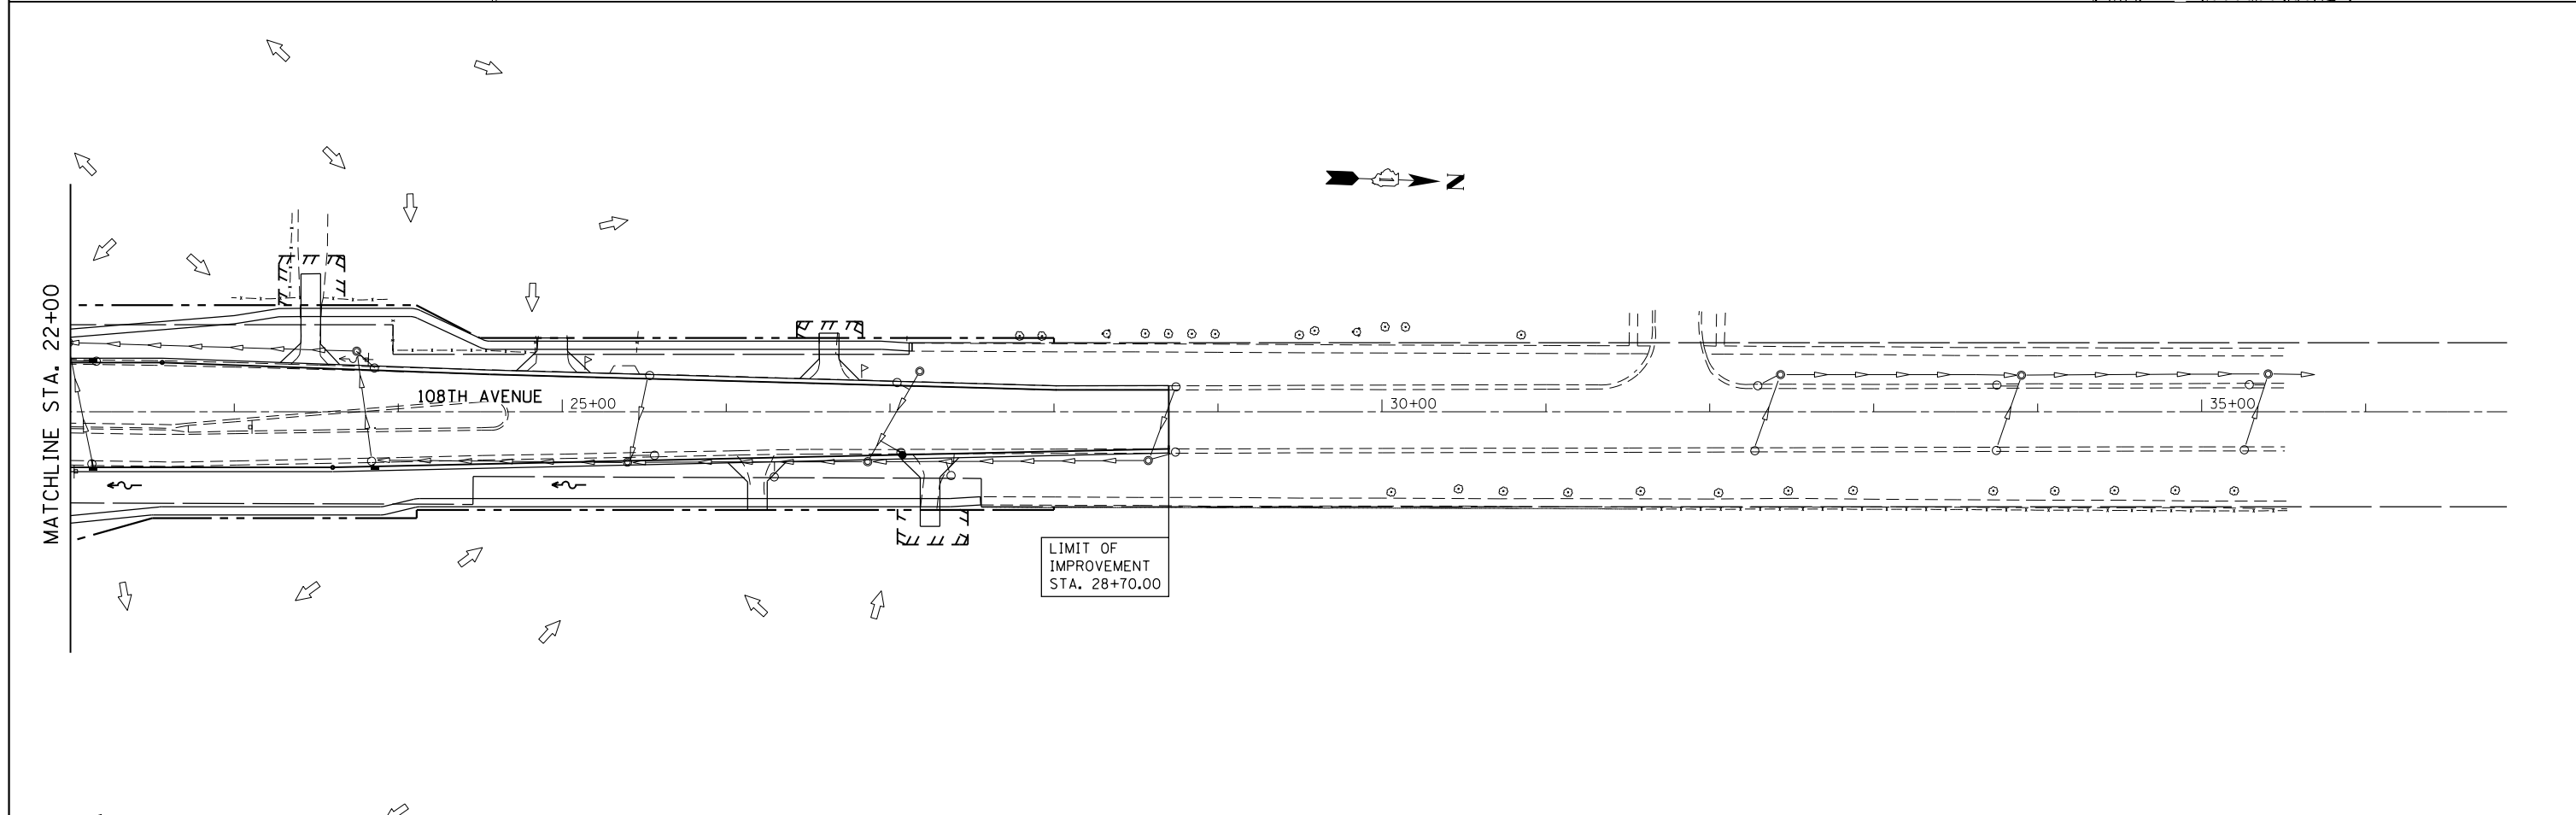 N
MATCHLINE STA. 22+00
108TH AVENUE
25+00
30+00
35+00
LIMIT OF
IMPROVEMENT
STA. 28+70.00